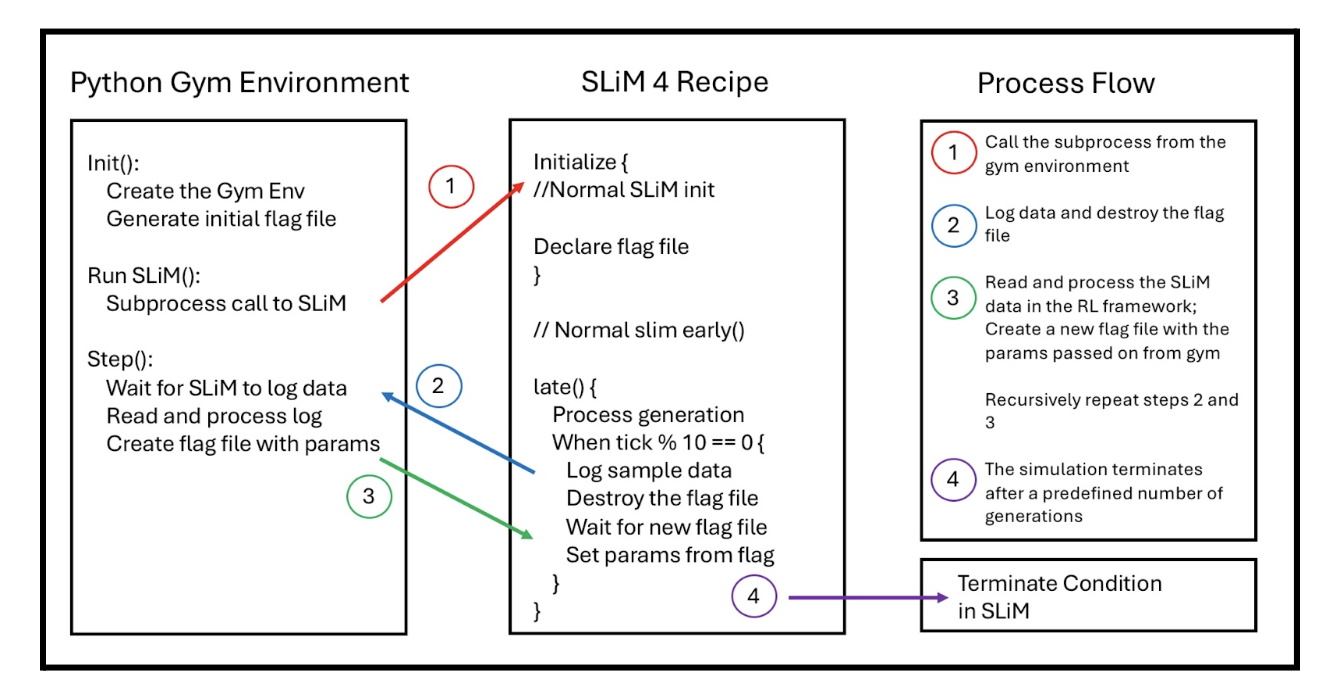 Python Gym Environment
Init():
Create the Gym Env
Generate initial flag file
Run SLiM():
Subprocess call to SLiM
Step():
Wait for SLiM to log data
Read and process log
Create flag file with params
1
2
3
SLiM 4 Recipe
Initialize {
//Normal SLiM init
Declare flag file
}
// Normal slim early()
late() {
Process generation
When tick % 10 == 0 {
Log sample data
Destroy the flag file
Wait for new flag file
Set params from flag
}
}
4
Process Flow
1
Call the subprocess from the
gym environment
2
Log data and destroy the flag
file
3
Read and process the SLiM
data in the RL framework;
Create a new flag file with the
params passed on from gym
Recursively repeat steps 2 and
3
4
The simulation terminates
after a predefined number of
generations
Terminate Condition
in SLiM